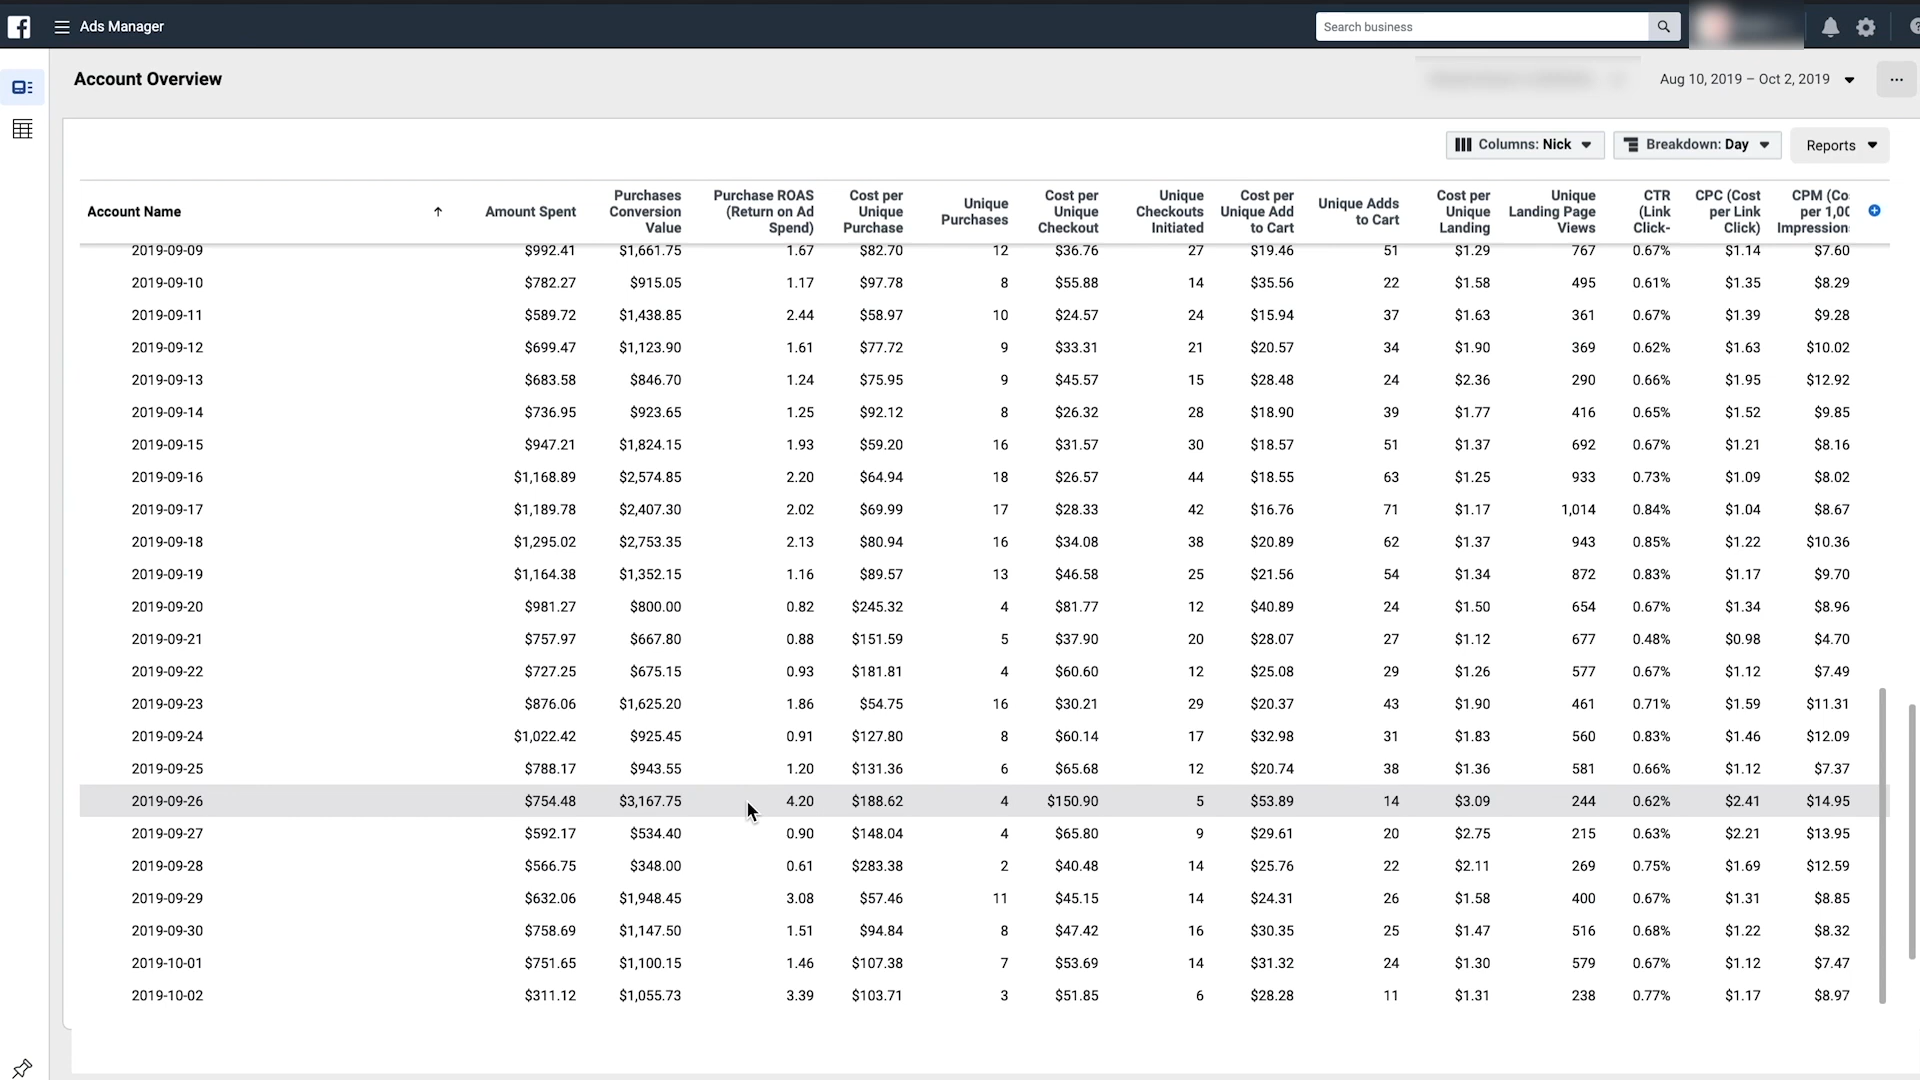 Ads Manager
Search business
Account Overview
Aug 10, 2019 – Oct 2, 2019
Columns: Nick
Breakdown: Day
Reports
Account Name ↑ Amount Spent Purchases Conversion Value Purchase ROAS (Return on Ad Spend) Cost per Unique Purchase Unique Purchases Cost per Unique Checkout Unique Checkouts Initiated Cost per Unique Add to Cart Unique Adds to Cart Cost per Unique Landing Unique Landing Page Views CTR (Link Click- CPC (Cost per Link Click) CPM (Co per 1,00 Impression
2019-09-09 $992.41 $1,661.75 1.67 $82.70 12 $36.76 27 $19.46 51 $1.29 767 0.67% $1.14 $7.60
2019-09-10 $782.27 $915.05 1.17 $97.78 8 $55.88 14 $35.56 22 $1.58 495 0.61% $1.35 $8.29
2019-09-11 $589.72 $1,438.85 2.44 $58.97 10 $24.57 24 $15.94 37 $1.63 361 0.67% $1.39 $9.28
2019-09-12 $699.47 $1,123.90 1.61 $77.72 9 $33.31 21 $20.57 34 $1.90 369 0.62% $1.63 $10.02
2019-09-13 $683.58 $846.70 1.24 $75.95 9 $45.57 15 $28.48 24 $2.36 290 0.66% $1.95 $12.92
2019-09-14 $736.95 $923.65 1.25 $92.12 8 $26.32 28 $18.90 39 $1.77 416 0.65% $1.52 $9.85
2019-09-15 $947.21 $1,824.15 1.93 $59.20 16 $31.57 30 $18.57 51 $1.37 692 0.67% $1.21 $8.16
2019-09-16 $1,168.89 $2,574.85 2.20 $64.94 18 $26.57 44 $18.55 63 $1.25 933 0.73% $1.09 $8.02
2019-09-17 $1,189.78 $2,407.30 2.02 $69.99 17 $28.33 42 $16.76 71 $1.17 1,014 0.84% $1.04 $8.67
2019-09-18 $1,295.02 $2,753.35 2.13 $80.94 16 $34.08 38 $20.89 62 $1.37 943 0.85% $1.22 $10.36
2019-09-19 $1,164.38 $1,352.15 1.16 $89.57 13 $46.58 25 $21.56 54 $1.34 872 0.83% $1.17 $9.70
2019-09-20 $981.27 $800.00 0.82 $245.32 4 $81.77 12 $40.89 24 $1.50 654 0.67% $1.34 $8.96
2019-09-21 $757.97 $667.80 0.88 $151.59 5 $37.90 20 $28.07 27 $1.12 677 0.48% $0.98 $4.70
2019-09-22 $727.25 $675.15 0.93 $181.81 4 $60.60 12 $25.08 29 $1.26 577 0.67% $1.12 $7.49
2019-09-23 $876.06 $1,625.20 1.86 $54.75 16 $30.21 29 $20.37 43 $1.90 461 0.71% $1.59 $11.31
2019-09-24 $1,022.42 $925.45 0.91 $127.80 8 $60.14 17 $32.98 31 $1.83 560 0.83% $1.46 $12.09
2019-09-25 $788.17 $943.55 1.20 $131.36 6 $65.68 12 $20.74 38 $1.36 581 0.66% $1.12 $7.37
2019-09-26 $754.48 $3,167.75 4.20 $188.62 4 $150.90 5 $53.89 14 $3.09 244 0.62% $2.41 $14.95
2019-09-27 $592.17 $534.40 0.90 $148.04 4 $65.80 9 $29.61 20 $2.75 215 0.63% $2.21 $13.95
2019-09-28 $566.75 $348.00 0.61 $283.38 2 $40.48 14 $25.76 22 $2.11 269 0.75% $1.69 $12.59
2019-09-29 $632.06 $1,948.45 3.08 $57.46 11 $45.15 14 $24.31 26 $1.58 400 0.67% $1.31 $8.85
2019-09-30 $758.69 $1,147.50 1.51 $94.84 8 $47.42 16 $30.35 25 $1.47 516 0.68% $1.22 $8.32
2019-10-01 $751.65 $1,100.15 1.46 $107.38 7 $53.69 14 $31.32 24 $1.30 579 0.67% $1.12 $7.47
2019-10-02 $311.12 $1,055.73 3.39 $103.71 3 $51.85 6 $28.28 11 $1.31 238 0.77% $1.17 $8.97